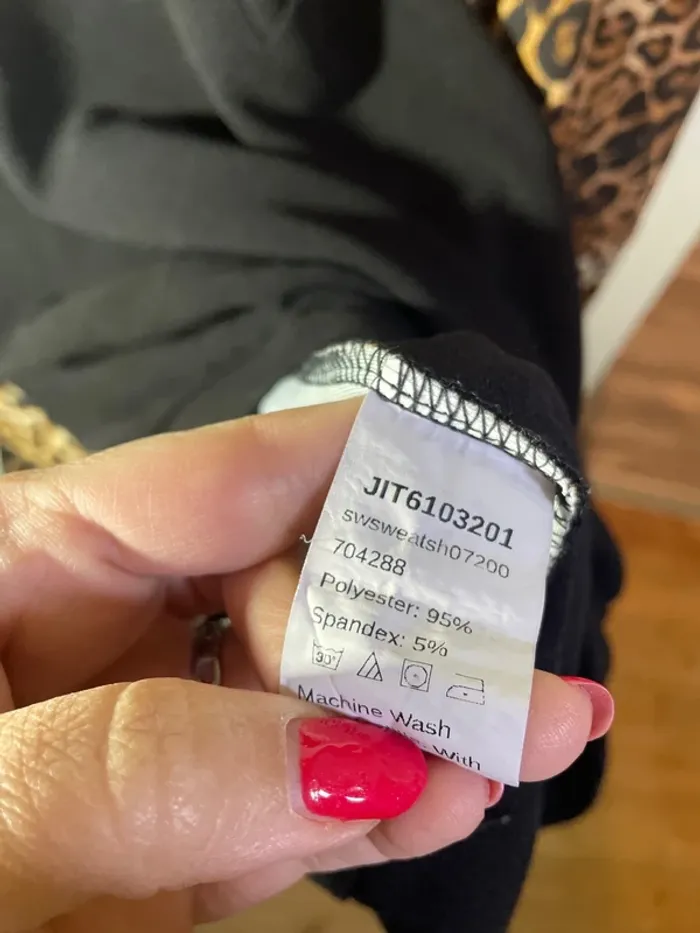 JIT6103201
swsweatsh07200
704288
Polyester: 95%
Spandex: 5%
30°
Machine Wash
With